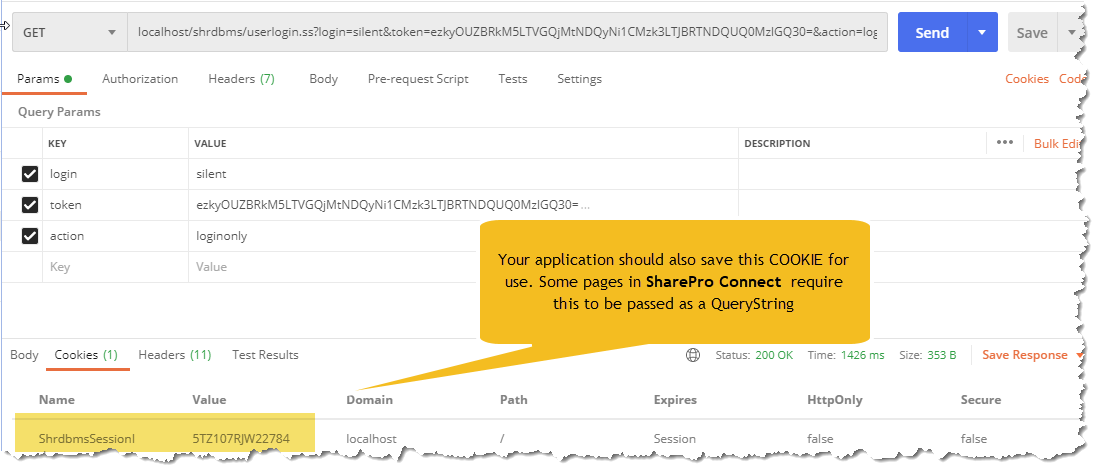 GET localhost/shrdbms/userlogin.ss?login=silent&token=ezkyOUZBRkM5LTVGQjMtNDQyNi1CMzk3LTJBRTNDQUQ0MzlGQ30=&action=log Send Save
Params Authorization Headers (7) Body Pre-request Script Tests Settings Cookies Code
Query Params
KEY VALUE DESCRIPTION ••• Bulk Edi
login silent
token ezkyOUZBRkM5LTVGQjMtNDQyNi1CMzk3LTJBRTNDQUQ0MzlGQ30= ...
action loginonly
Key Value
Your application should also save this COOKIE for
use. Some pages in SharePro Connect require
this to be passed as a QueryString
Body Cookies (1) Headers (11) Test Results Status: 200 OK Time: 1426 ms Size: 353 B Save Response
Name Value Domain Path Expires HttpOnly Secure
ShrdbmsSessionI 5TZ107RJW22784 localhost / Session false false